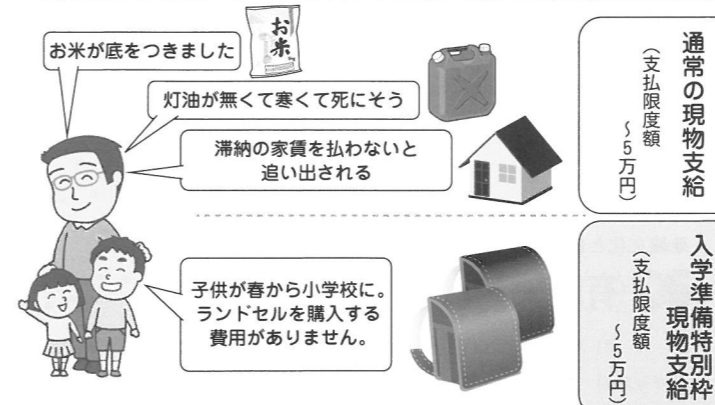 お米が底をつきました
お米
灯油が無くて寒くて死にそう
滞納の家賃を払わないと
追い出される
通常の現物支給
(支払限度額
~5万円)
子供が春から小学校に。
ランドセルを購入する
費用がありません。
入学準備特別枠
現物支給
(支払限度額
~5万円)